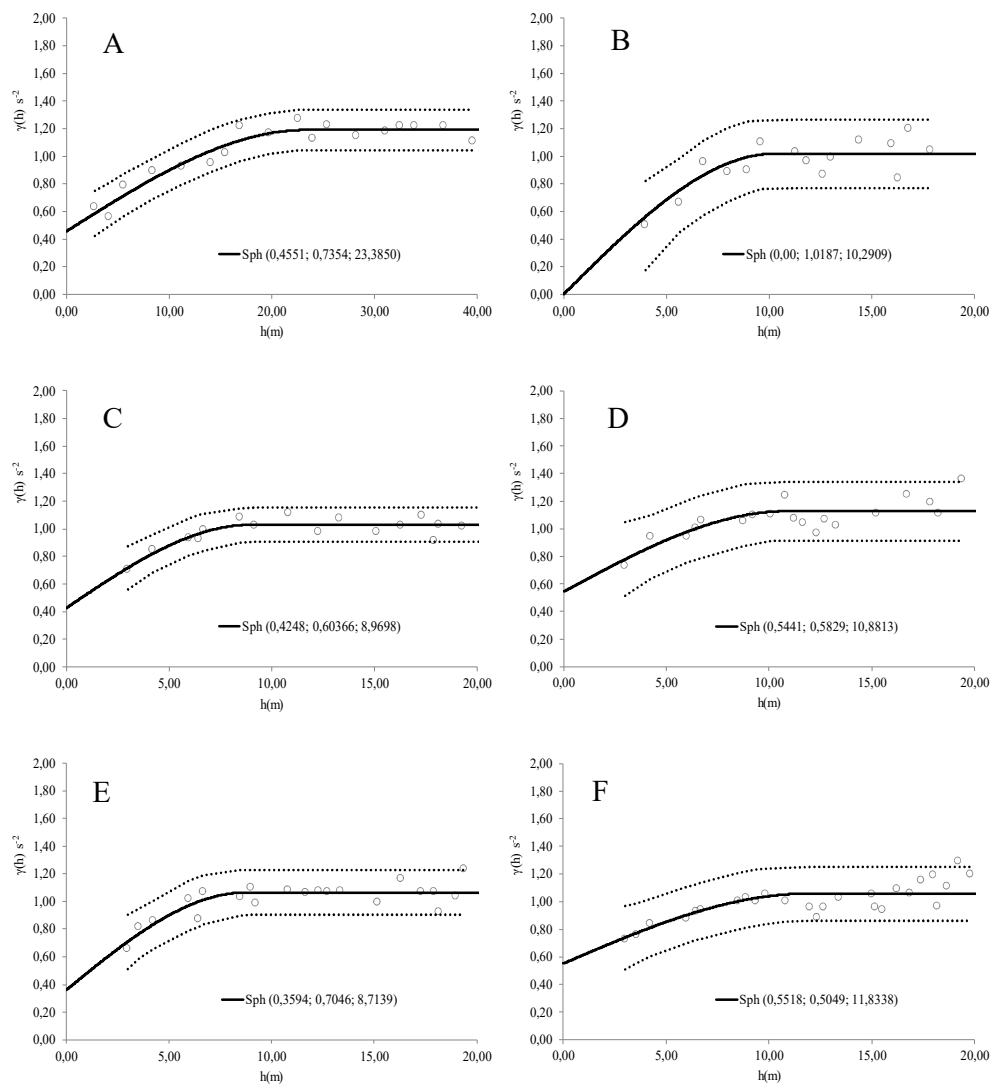 A
2,00
1,80
1,60
1,40
1,20
1,00
0,80
0,60
0,40
0,20
0,00
γ(h) s⁻²
Sph (0,4551; 0,7354; 23,3850)
0,00 10,00 20,00 30,00 40,00
h(m)
B
2,00
1,80
1,60
1,40
1,20
1,00
0,80
0,60
0,40
0,20
0,00
γ(h) s⁻²
Sph (0,00; 1,0187; 10,2909)
0,00 5,00 10,00 15,00 20,00
h(m)
C
2,00
1,80
1,60
1,40
1,20
1,00
0,80
0,60
0,40
0,20
0,00
γ(h) s⁻²
Sph (0,4248; 0,60366; 8,9698)
0,00 5,00 10,00 15,00 20,00
h(m)
D
2,00
1,80
1,60
1,40
1,20
1,00
0,80
0,60
0,40
0,20
0,00
γ(h) s⁻²
Sph (0,5441; 0,5829; 10,8813)
0,00 5,00 10,00 15,00 20,00
h(m)
E
2,00
1,80
1,60
1,40
1,20
1,00
0,80
0,60
0,40
0,20
0,00
γ(h) s⁻²
Sph (0,3594; 0,7046; 8,7139)
0,00 5,00 10,00 15,00 20,00
h(m)
F
2,00
1,80
1,60
1,40
1,20
1,00
0,80
0,60
0,40
0,20
0,00
γ(h) s⁻²
Sph (0,5518; 0,5049; 11,8338)
0,00 5,00 10,00 15,00 20,00
h(m)